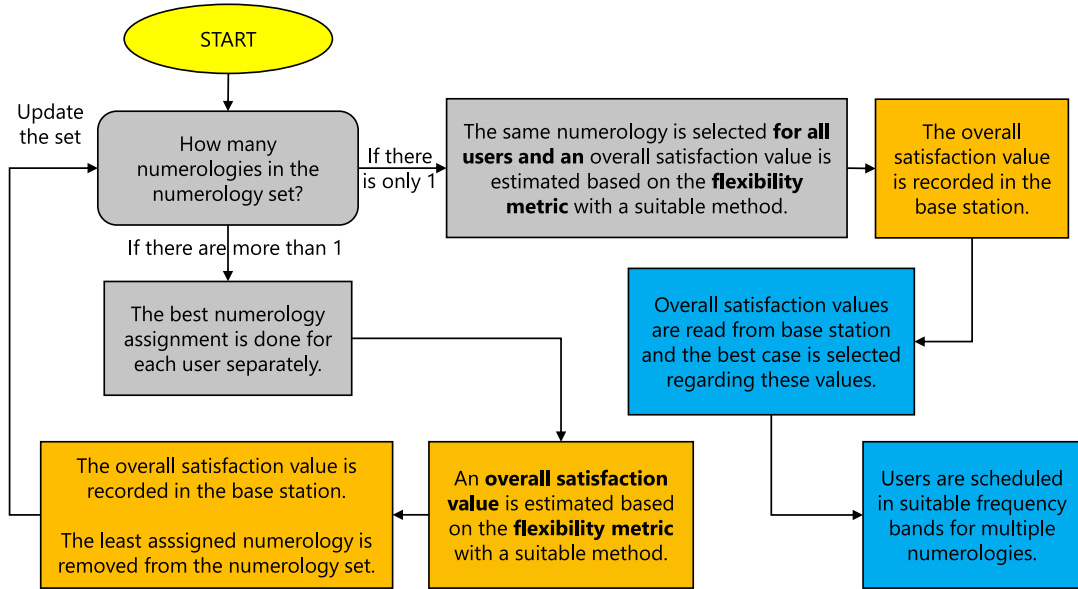 START
Update
the set
How many
numerologies in the
numerology set?
If there
is only 1
The same numerology is selected for all
users and an overall satisfaction value is
estimated based on the flexibility
metric with a suitable method.
The overall
satisfaction value
is recorded in the
base station.
If there are more than 1
The best numerology
assignment is done for
each user separately.
Overall satisfaction values
are read from base station
and the best case is selected
regarding these values.
The overall satisfaction value is
recorded in the base station.
The least asssigned numerology is
removed from the numerology set.
An overall satisfaction
value is estimated based
on the flexibility metric
with a suitable method.
Users are scheduled
in suitable frequency
bands for multiple
numerologies.